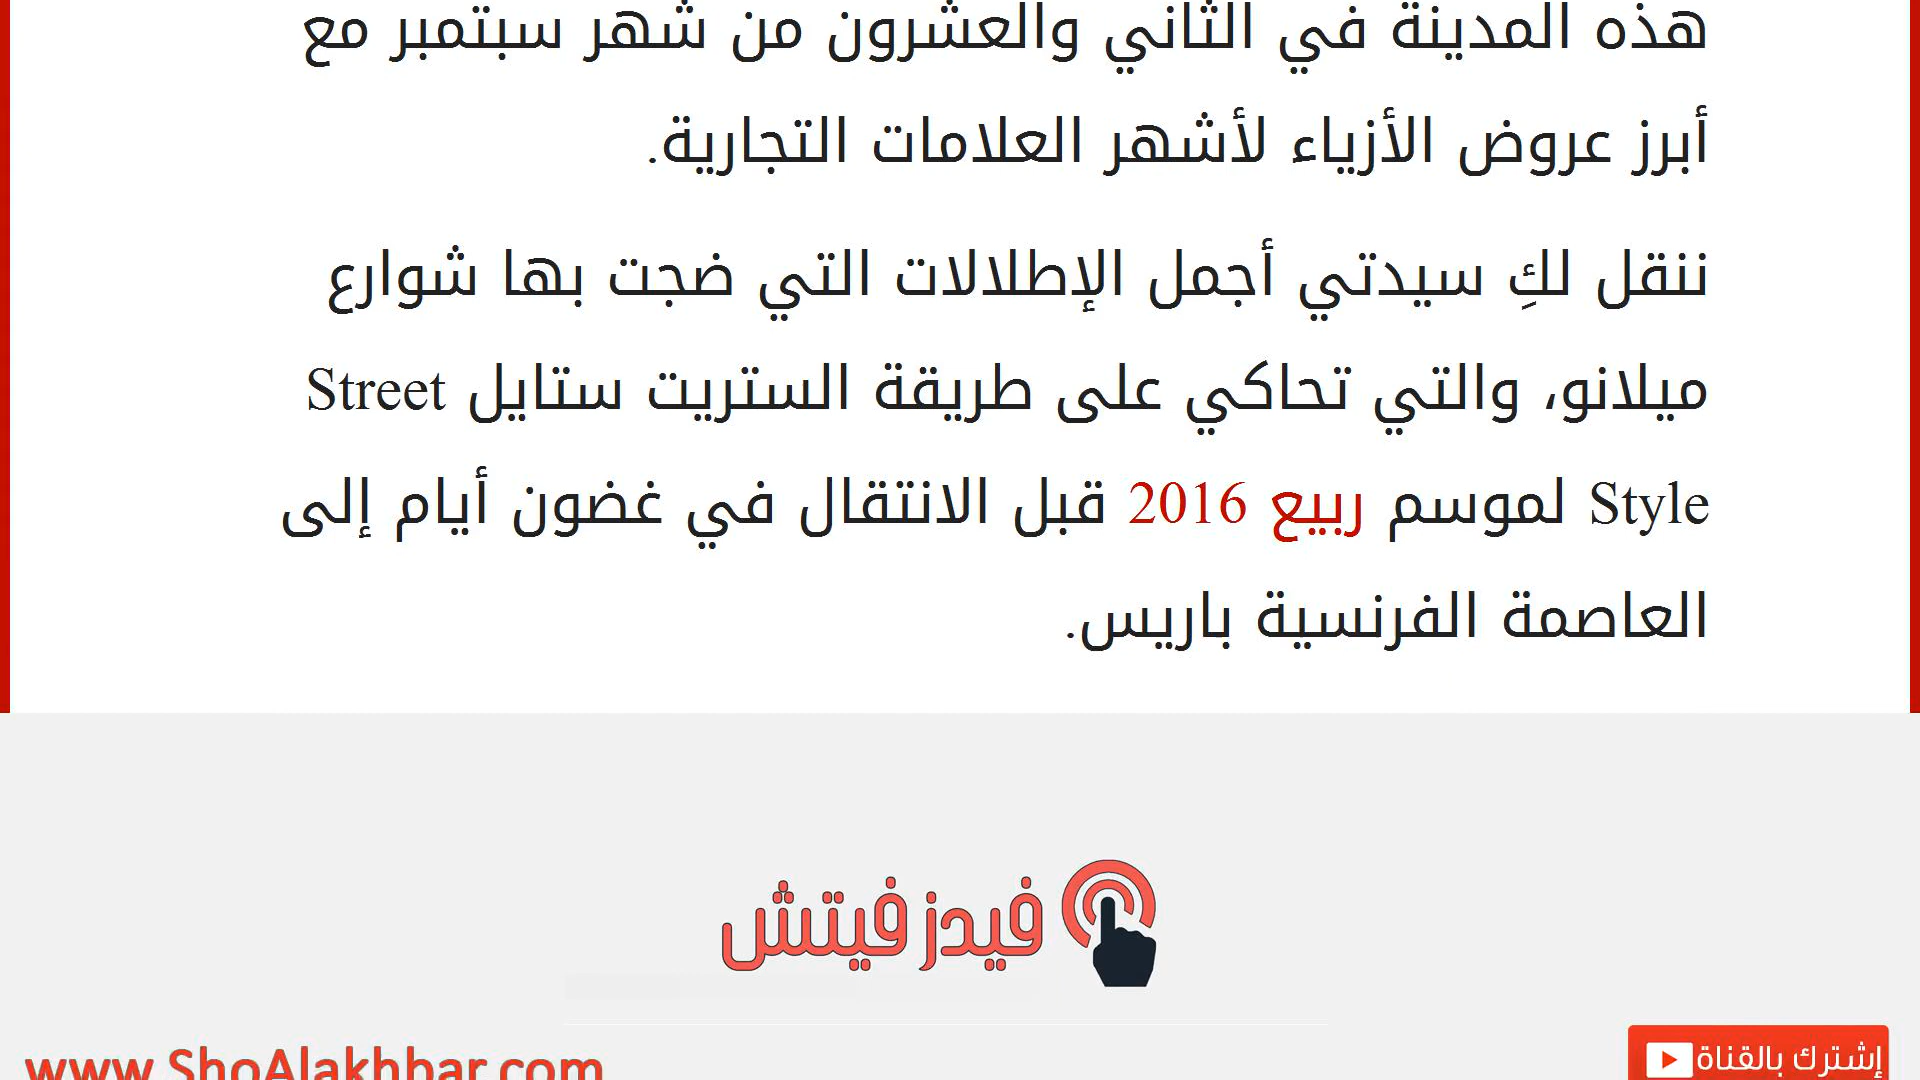 هذه المدينة في الثاني والعشرون من شهر سبتمبر مع
أبرز عروض الأزياء لأشهر العلامات التجارية.
ننقل لكِ سيدتي أجمل الإطلالات التي ضجت بها شوارع
ميلانو، والتي تحاكي على طريقة الستريت ستايل Street
Style لموسم ربيع 2016 قبل الانتقال في غضون أيام إلى
العاصمة الفرنسية باريس.
فيدز فيتش
www.ShoAlakhbar.com
إشترك بالقناة